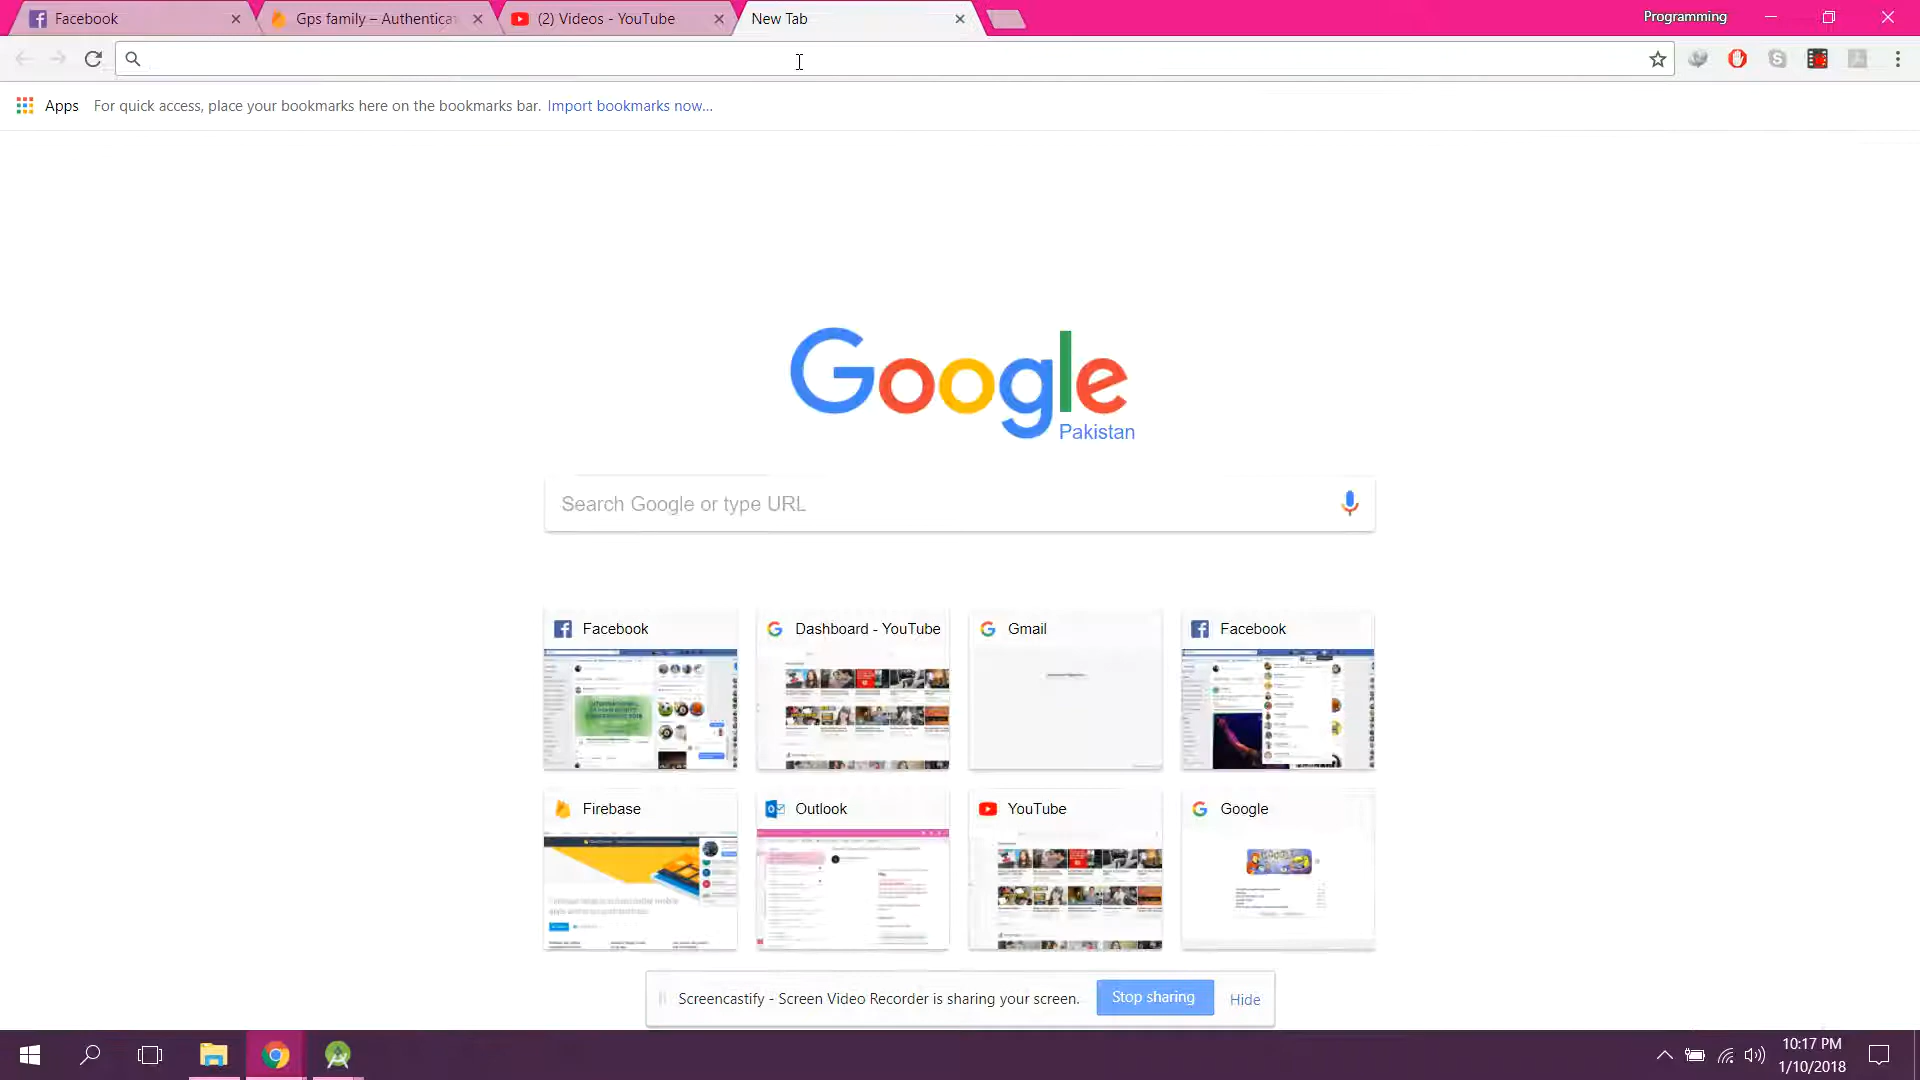 Facebook
Gps family – Authenticat
(2) Videos - YouTube
New Tab
Programming
Apps
For quick access, place your bookmarks here on the bookmarks bar. Import bookmarks now...
Google
Pakistan
Search Google or type URL
Facebook
Dashboard - YouTube
Gmail
Facebook
Firebase
Outlook
YouTube
Google
Screencastify - Screen Video Recorder is sharing your screen.
Stop sharing
Hide
10:17 PM
1/10/2018